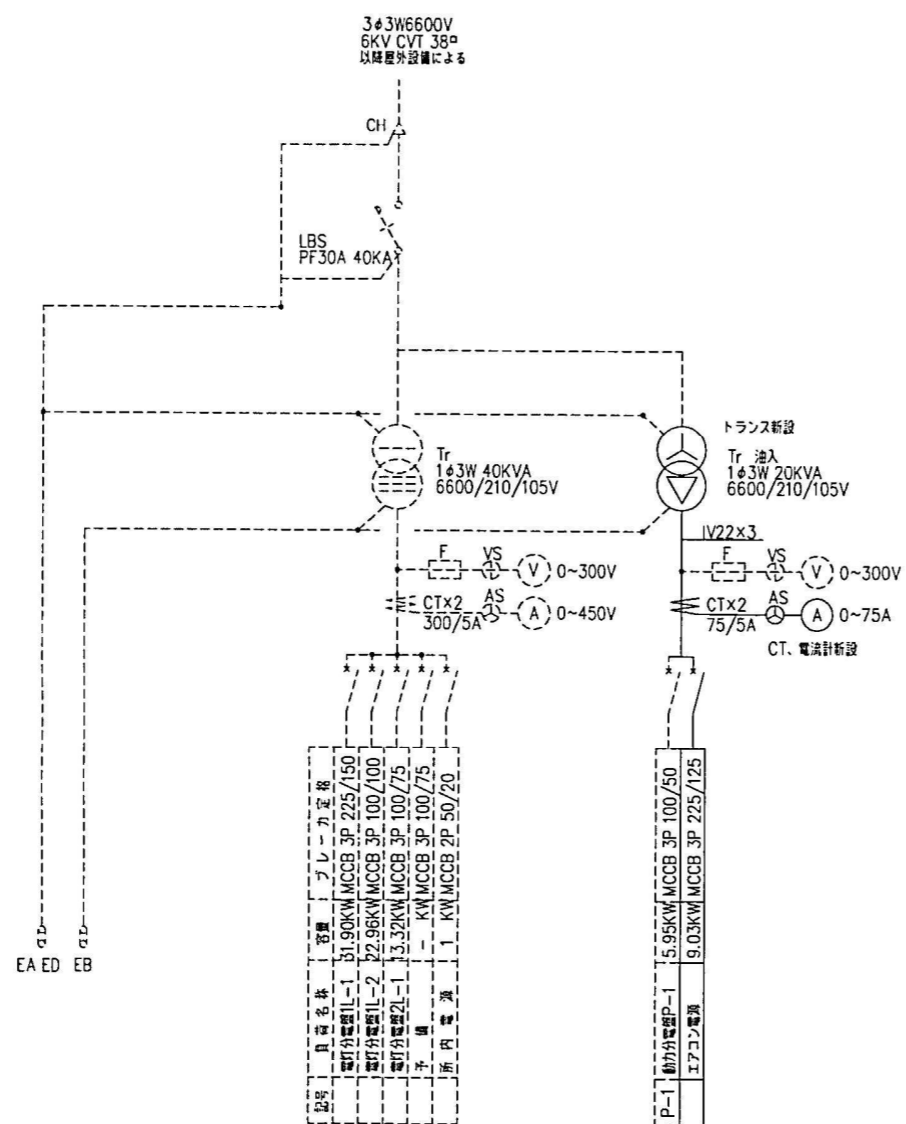 3φ3W6600V
6KV CVT 38□
以降屋外設備による
CH
LBS
PF30A 40KA
Tr
1φ3W 40KVA
6600/210/105V
トランス新設
Tr 油入
1φ3W 20KVA
6600/210/105V
IV22×3
F VS V 0~300V
CT×2 AS A 0~450V
300/5A
F VS V 0~300V
CT×2 AS A 0~75A
75/5A
CT、電流計新設
EA ED EB
記号 負荷名称 容量 ブレーカ定格
電灯分電盤1L-1 31.90KW MCCB 3P 225/150
電灯分電盤1L-2 22.96KW MCCB 3P 100/100
電灯分電盤2L-1 13.32KW MCCB 3P 100/75
予備 - KW MCCB 3P 100/75
所内電源 1 KW MCCB 2P 50/20
P-1 動力分電盤P-1 5.95KW MCCB 3P 100/50
エアコン電源 9.03KW MCCB 3P 225/125